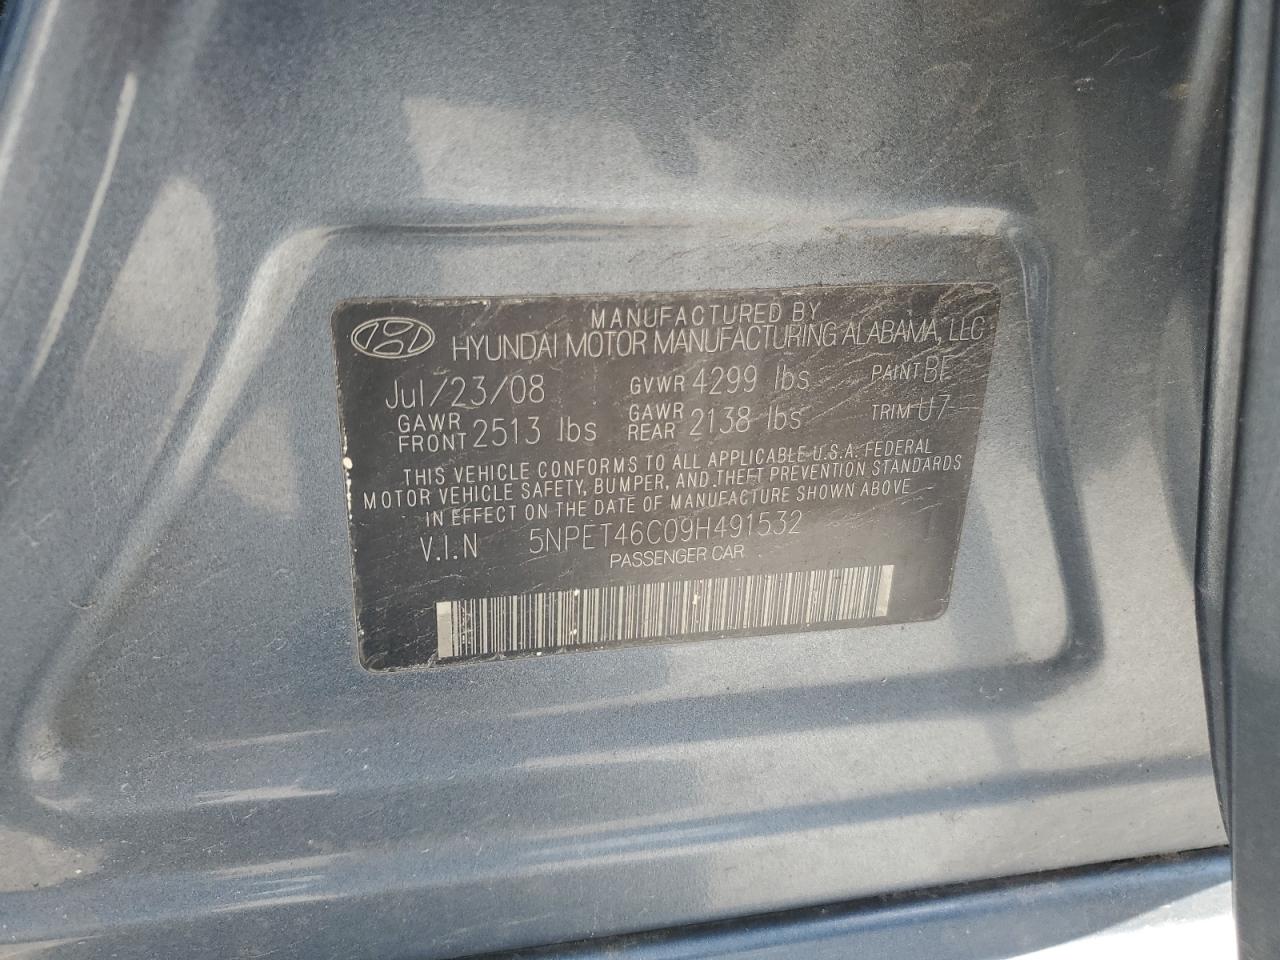 MANUFACTURED BY
HYUNDAI MOTOR MANUFACTURING ALABAMA, LLC
Jul/23/08 GVWR 4299 lbs PAINT BF
GAWR FRONT 2513 lbs GAWR REAR 2138 lbs TRIM U7
THIS VEHICLE CONFORMS TO ALL APPLICABLE U.S.A. FEDERAL
MOTOR VEHICLE SAFETY, BUMPER, AND THEFT PREVENTION STANDARDS
IN EFFECT ON THE DATE OF MANUFACTURE SHOWN ABOVE
V.I.N 5NPET46C09H491532
PASSENGER CAR